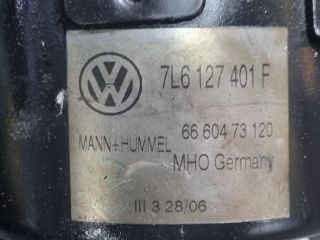 7L6 127 401 F
MANN+HUMMEL
66 604 73 120
MHO Germany
III 3 28/06